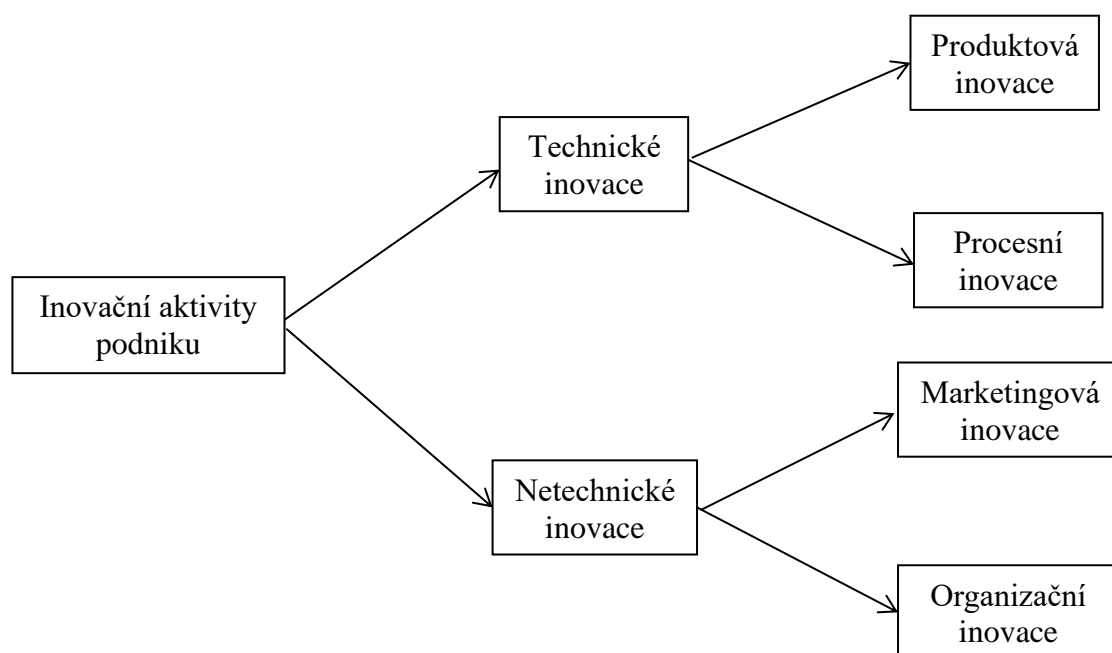 Produktová
inovace
Technické
inovace
Procesní
inovace
Inovační aktivity
podniku
Marketingová
inovace
Netechnické
inovace
Organizační
inovace